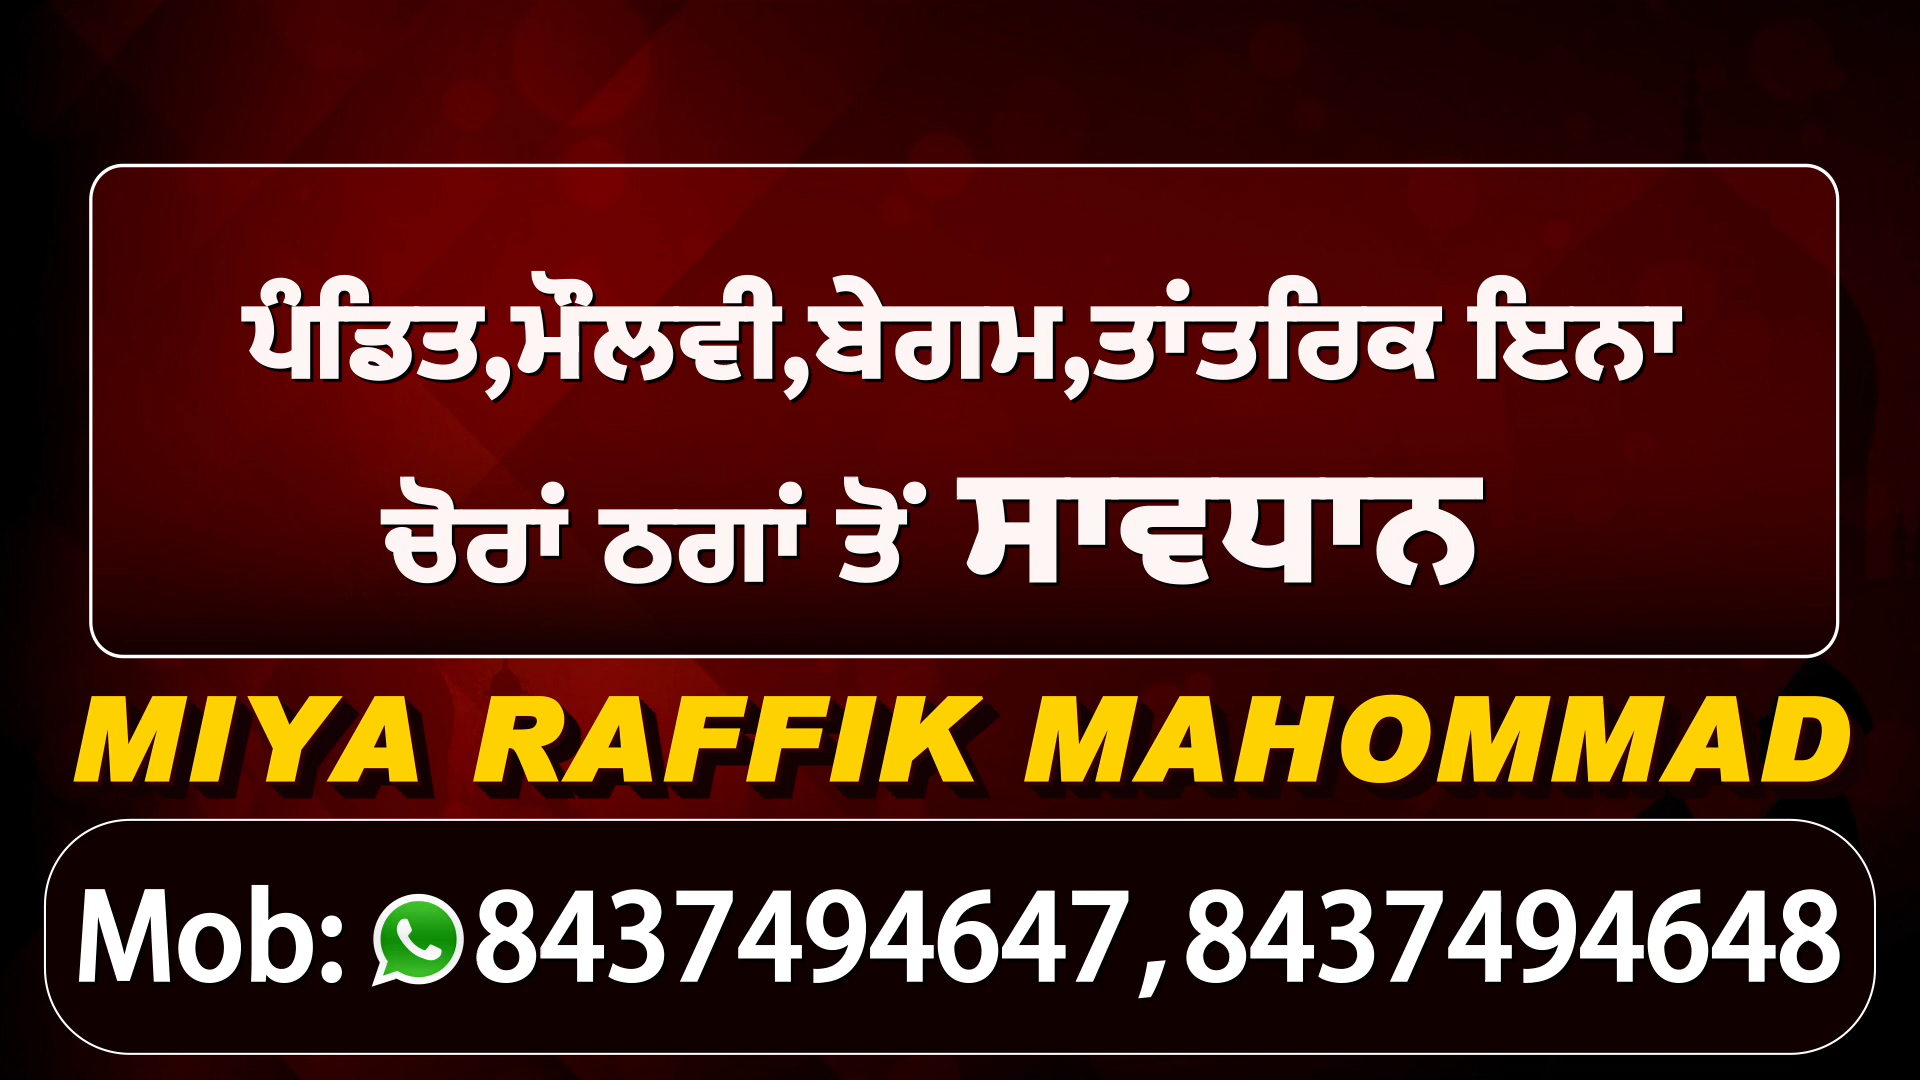 ਪੰਡਿਤ,ਮੌਲਵੀ,ਬੇਗਮ,ਤਾਂਤਰਿਕ ਇਨਾ
ਚੋਰਾਂ ਠਗਾਂ ਤੋਂ ਸਾਵਧਾਨ
MIYA RAFFIK MAHOMMAD
Mob: 8437494647, 8437494648